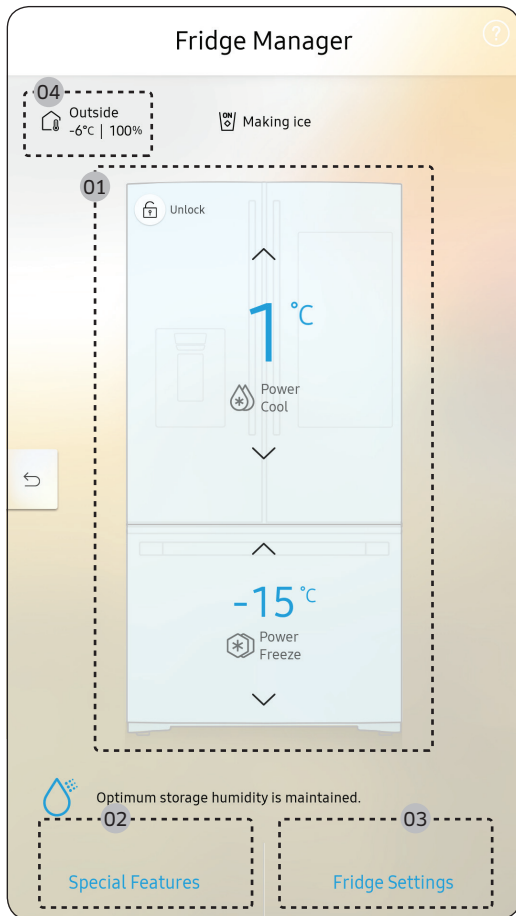 Fridge Manager
?
04
Outside
-6°C | 100%
ON
Making ice
01
Unlock
1 °C
Power
Cool
-15 °C
Power
Freeze
Optimum storage humidity is maintained.
02
03
Special Features
Fridge Settings